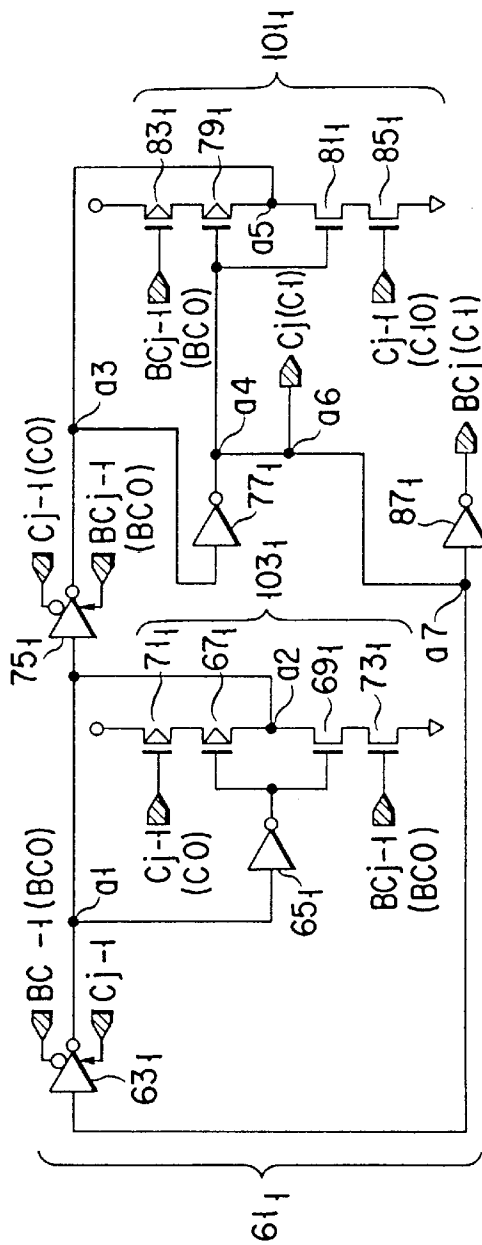 BC -1 (BC0)
Cj-1
63₁
a1
75₁
Cj-1 (C0)
BCj-1
(BC0)
a3
71₁
Cj-1
(C0)
67₁
103₁
a2
65₁
69₁
BCj-1
(BC0)
73₁
83₁
BCj-1
(BC0)
79₁
101₁
a5
a4
77₁
81₁
Cj(C1)
a6
Cj-1
(C10)
85₁
87₁
a7
BCj(C1)
61₁